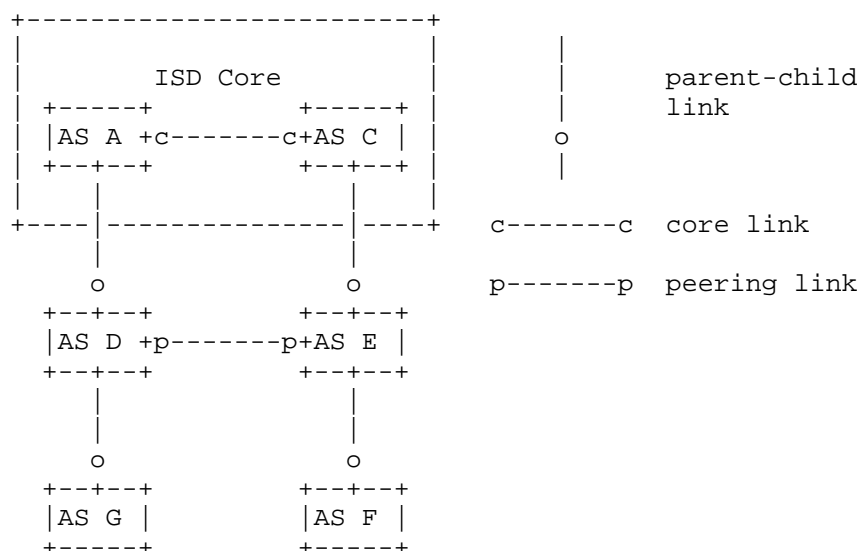 ISD Core parent-child
link
AS A c c AS C o
c c core link
o o p p peering link
AS D p p AS E
o o
AS G AS F